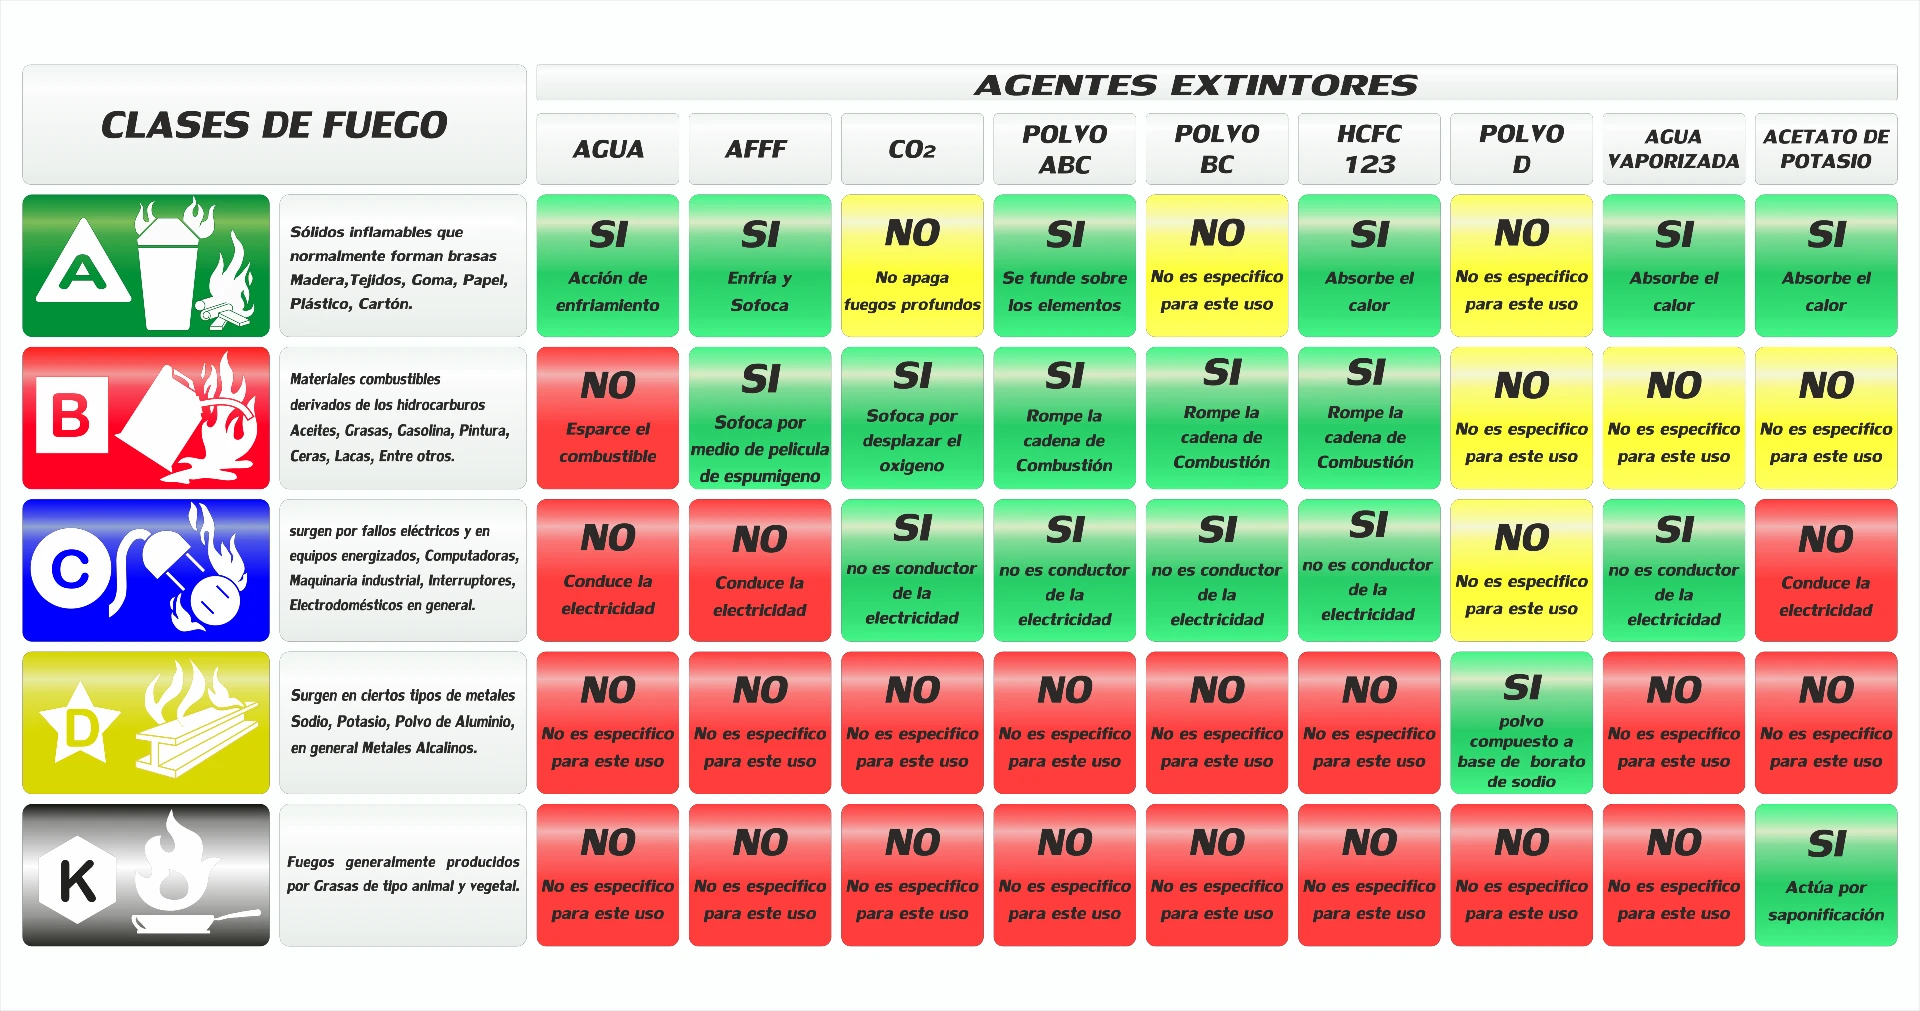 CLASES DE FUEGO
AGENTES EXTINTORES
AGUA
AFFF
CO2
POLVO
ABC
POLVO
BC
HCFC
123
POLVO
D
AGUA
VAPORIZADA
ACETATO DE
POTASIO
A
Sólidos inflamables que
normalmente forman brasas
Madera,Tejidos, Goma, Papel,
Plástico, Cartón.
SI
Acción de
enfriamiento
SI
Enfría y
Sofoca
NO
No apaga
fuegos profundos
SI
Se funde sobre
los elementos
NO
No es especifico
para este uso
SI
Absorbe el
calor
NO
No es especifico
para este uso
SI
Absorbe el
calor
SI
Absorbe el
calor
B
Materiales combustibles
derivados de los hidrocarburos
Aceites, Grasas, Gasolina, Pintura,
Ceras, Lacas, Entre otros.
NO
Esparce el
combustible
SI
Sofoca por
medio de pelicula
de espumigeno
SI
Sofoca por
desplazar el
oxigeno
SI
Rompe la
cadena de
Combustión
SI
Rompe la
cadena de
Combustión
SI
Rompe la
cadena de
Combustión
NO
No es especifico
para este uso
NO
No es especifico
para este uso
NO
No es especifico
para este uso
C
surgen por fallos eléctricos y en
equipos energizados, Computadoras,
Maquinaria industrial, Interruptores,
Electrodomésticos en general.
NO
Conduce la
electricidad
NO
Conduce la
electricidad
SI
no es conductor
de la
electricidad
SI
no es conductor
de la
electricidad
SI
no es conductor
de la
electricidad
SI
no es conductor
de la
electricidad
NO
No es especifico
para este uso
SI
no es conductor
de la
electricidad
NO
Conduce la
electricidad
D
Surgen en ciertos tipos de metales
Sodio, Potasio, Polvo de Aluminio,
en general Metales Alcalinos.
NO
No es especifico
para este uso
NO
No es especifico
para este uso
NO
No es especifico
para este uso
NO
No es especifico
para este uso
NO
No es especifico
para este uso
NO
No es especifico
para este uso
SI
polvo
compuesto a
base de borato
de sodio
NO
No es especifico
para este uso
NO
No es especifico
para este uso
K
Fuegos generalmente producidos
por Grasas de tipo animal y vegetal.
NO
No es especifico
para este uso
NO
No es especifico
para este uso
NO
No es especifico
para este uso
NO
No es especifico
para este uso
NO
No es especifico
para este uso
NO
No es especifico
para este uso
NO
No es especifico
para este uso
NO
No es especifico
para este uso
SI
Actúa por
saponificación